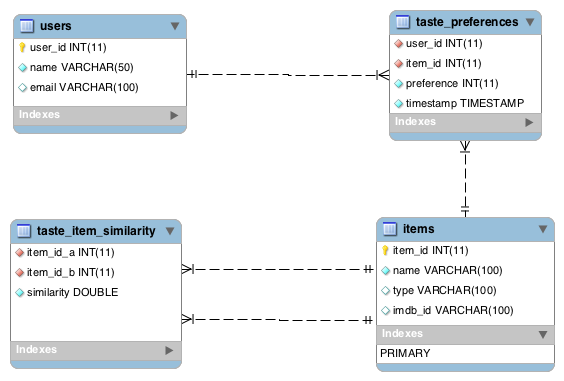 users
user_id INT(11)
name VARCHAR(50)
email VARCHAR(100)
Indexes
taste_preferences
user_id INT(11)
item_id INT(11)
preference INT(11)
timestamp TIMESTAMP
Indexes
taste_item_similarity
item_id_a INT(11)
item_id_b INT(11)
similarity DOUBLE
Indexes
items
item_id INT(11)
name VARCHAR(100)
type VARCHAR(100)
imdb_id VARCHAR(100)
Indexes
PRIMARY